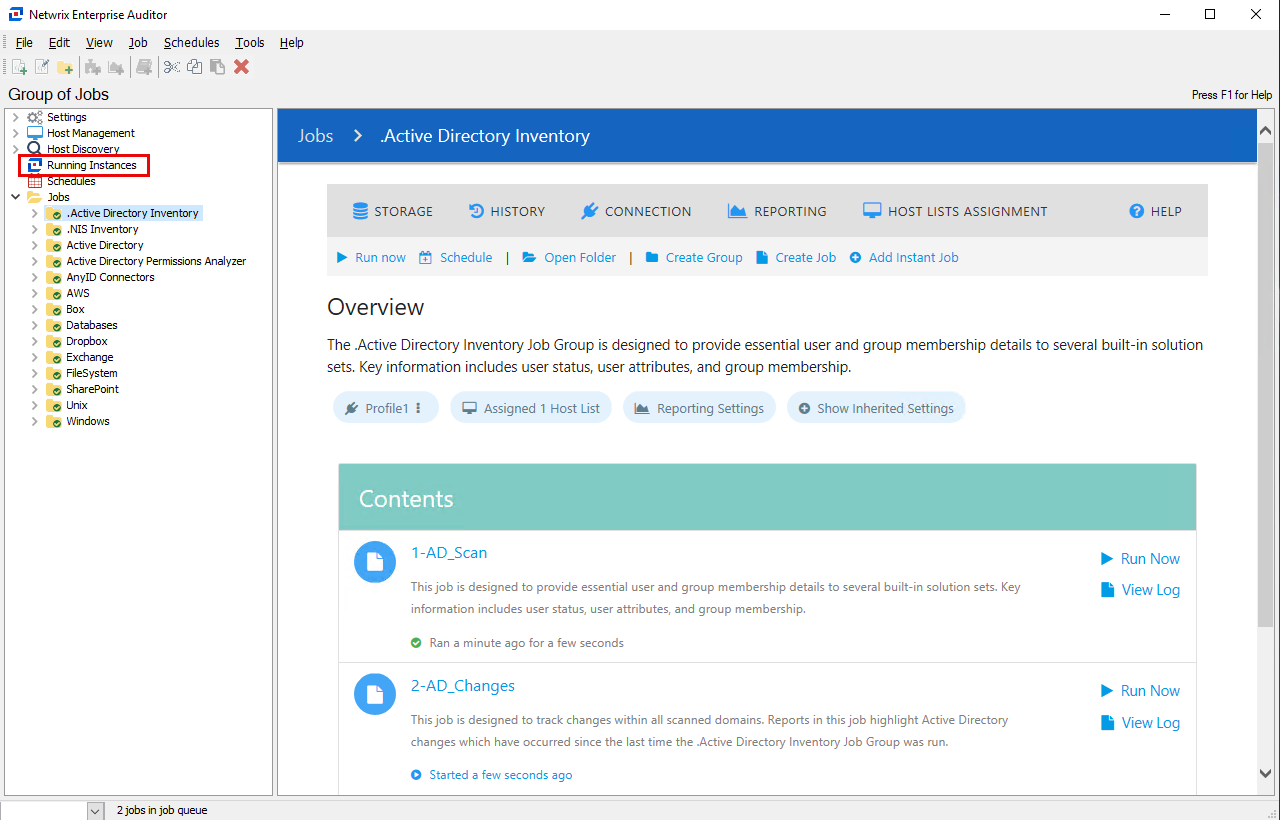 Netwrix Enterprise Auditor
File Edit View Job Schedules Tools Help
Group of Jobs
Press F1 for Help
Settings
Host Management
Host Discovery
Running Instances
Schedules
Jobs
.Active Directory Inventory
.NIS Inventory
Active Directory
Active Directory Permissions Analyzer
AnyID Connectors
AWS
Box
Databases
Dropbox
Exchange
FileSystem
SharePoint
Unix
Windows
Jobs > .Active Directory Inventory
STORAGE HISTORY CONNECTION REPORTING HOST LISTS ASSIGNMENT HELP
Run now Schedule | Open Folder | Create Group Create Job Add Instant Job
Overview
The .Active Directory Inventory Job Group is designed to provide essential user and group membership details to several built-in solution
sets. Key information includes user status, user attributes, and group membership.
Profile1 Assigned 1 Host List Reporting Settings Show Inherited Settings
Contents
1-AD_Scan
Run Now
This job is designed to provide essential user and group membership details to several built-in solution sets. Key
information includes user status, user attributes, and group membership.
View Log
Ran a minute ago for a few seconds
2-AD_Changes
Run Now
This job is designed to track changes within all scanned domains. Reports in this job highlight Active Directory
changes which have occurred since the last time the .Active Directory Inventory Job Group was run.
View Log
Started a few seconds ago
2 jobs in job queue